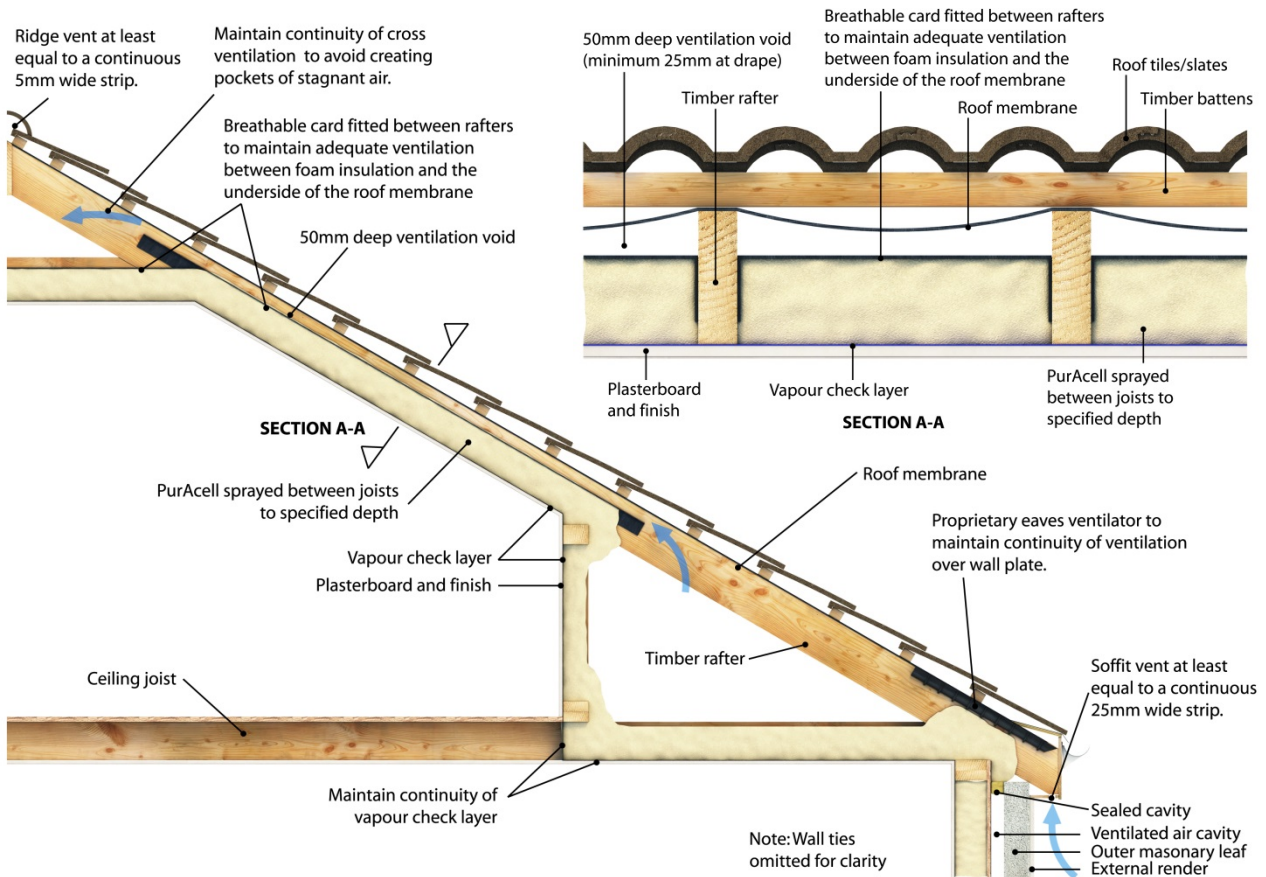 Ridge vent at least
equal to a continuous
5mm wide strip.
Maintain continuity of cross
ventilation to avoid creating
pockets of stagnant air.
Breathable card fitted between rafters
to maintain adequate ventilation
between foam insulation and the
underside of the roof membrane
50mm deep ventilation void
50mm deep ventilation void
(minimum 25mm at drape)
Timber rafter
Breathable card fitted between rafters
to maintain adequate ventilation
between foam insulation and the
underside of the roof membrane
Roof membrane
Roof tiles/slates
Timber battens
Plasterboard
and finish
Vapour check layer
SECTION A-A
PurAcell sprayed
between joists to
specified depth
SECTION A-A
PurAcell sprayed between joists
to specified depth
Vapour check layer
Plasterboard and finish
Roof membrane
Proprietary eaves ventilator to
maintain continuity of ventilation
over wall plate.
Timber rafter
Ceiling joist
Soffit vent at least
equal to a continuous
25mm wide strip.
Maintain continuity of
vapour check layer
Note: Wall ties
omitted for clarity
Sealed cavity
Ventilated air cavity
Outer masonary leaf
External render